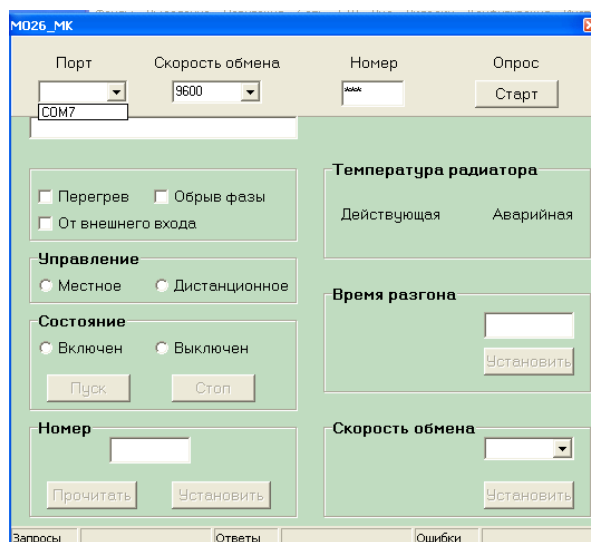 МО26_МК
Порт Скорость обмена Номер Опрос
9600 *** Старт
COM7
Температура радиатора
Перегрев Обрыв фазы
От внешнего входа
Действующая Аварийная
Управление
Местное Дистанционное
Время разгона
Состояние
Включен Выключен
Установить
Пуск Стоп
Номер
Скорость обмена
Прочитать Установить
Установить
Запросы Ответы Ошибки